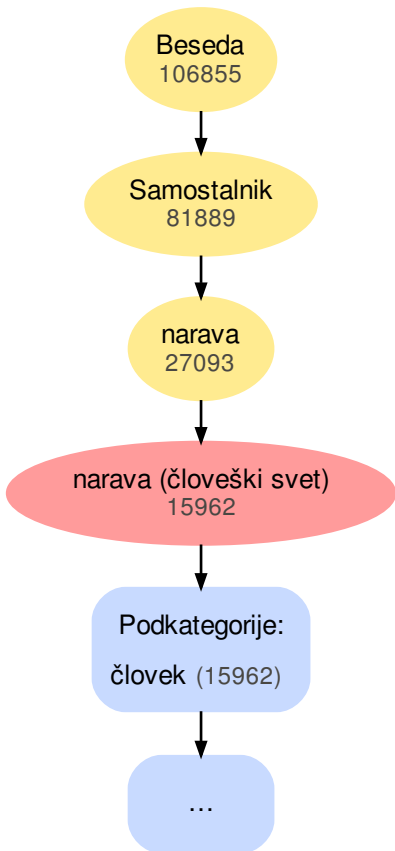 Beseda
106855
Samostalnik
81889
narava
27093
narava (človeški svet)
15962
Podkategorije:
človek (15962)
...